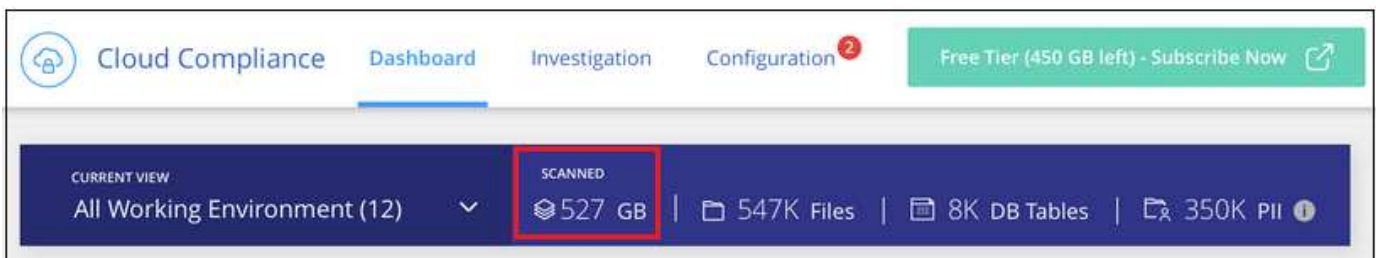 Cloud Compliance Dashboard Investigation Configuration 2 Free Tier (450 GB left) - Subscribe Now
CURRENT VIEW SCANNED
All Working Environment (12) 527 GB | 547K Files | 8K DB Tables | 350K PII